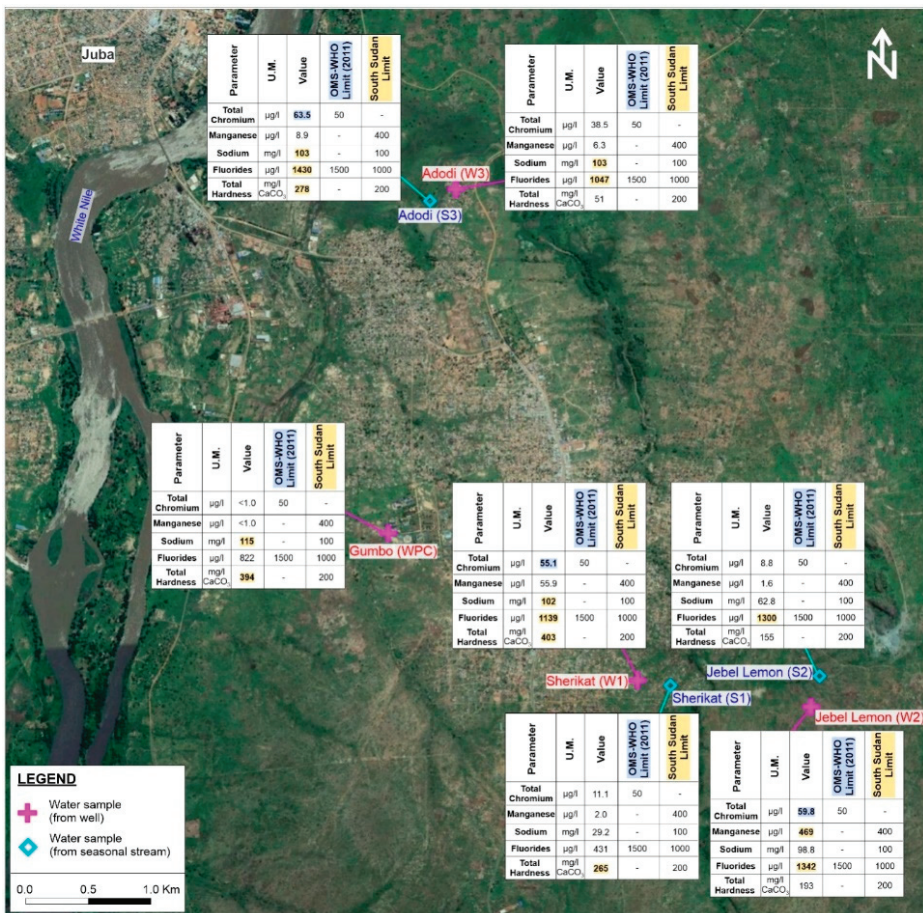 Juba
White Nile
Parameter U.M. Value OMS-WHO Limit (2011) South Sudan Limit
Total Chromium µg/l 63.5 50 -
Manganese µg/l 8.9 - 400
Sodium mg/l 103 - 100
Fluorides µg/l 1430 1500 1000
Total Hardness mg/l CaCO3 278 - 200
Parameter U.M. Value OMS-WHO Limit (2011) South Sudan Limit
Total Chromium µg/l 38.5 50 -
Manganese µg/l 6.3 - 400
Sodium mg/l 103 - 100
Fluorides µg/l 1047 1500 1000
Total Hardness mg/l CaCO3 51 - 200
N
Adodi (W3)
Adodi (S3)
Parameter U.M. Value OMS-WHO Limit (2011) South Sudan Limit
Total Chromium µg/l <1.0 50 -
Manganese µg/l <1.0 - 400
Sodium mg/l 115 - 100
Fluorides µg/l 822 1500 1000
Total Hardness mg/l CaCO3 394 - 200
Gumbo (WPC)
Parameter U.M. Value OMS-WHO Limit (2011) South Sudan Limit
Total Chromium µg/l 55.1 50 -
Manganese µg/l 55.9 - 400
Sodium mg/l 102 - 100
Fluorides µg/l 1139 1500 1000
Total Hardness mg/l CaCO3 403 - 200
Parameter U.M. Value OMS-WHO Limit (2011) South Sudan Limit
Total Chromium µg/l 8.8 50 -
Manganese µg/l 1.6 - 400
Sodium mg/l 62.8 - 100
Fluorides µg/l 1300 1500 1000
Total Hardness mg/l CaCO3 155 - 200
Sherikat (W1)
Sherikat (S1)
Jebel Lemon (S2)
Jebel Lemon (W2)
Parameter U.M. Value OMS-WHO Limit (2011) South Sudan Limit
Total Chromium µg/l 11.1 50 -
Manganese µg/l 2.0 - 400
Sodium mg/l 29.2 - 100
Fluorides µg/l 431 1500 1000
Total Hardness mg/l CaCO3 265 - 200
Parameter U.M. Value OMS-WHO Limit (2011) South Sudan Limit
Total Chromium µg/l 59.8 50 -
Manganese µg/l 469 - 400
Sodium mg/l 98.8 - 100
Fluorides µg/l 1342 1500 1000
Total Hardness mg/l CaCO3 193 - 200
LEGEND
Water sample
(from well)
Water sample
(from seasonal stream)
0.0 0.5 1.0 Km